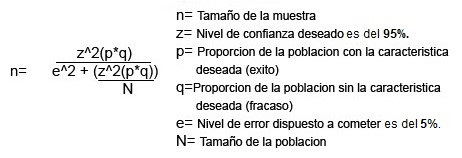 n=
z^2(p*q)
e^2 + (z^2(p*q))
N
n= Tamaño de la muestra
z= Nivel de confianza deseado es del 95%.
p= Proporcion de la poblacion con la caracteristica
deseada (exito)
q=Proporcion de la poblacion sin la caracteristica
deseada (fracaso)
e= Nivel de error dispuesto a cometer es del 5%.
N= Tamaño de la poblacion